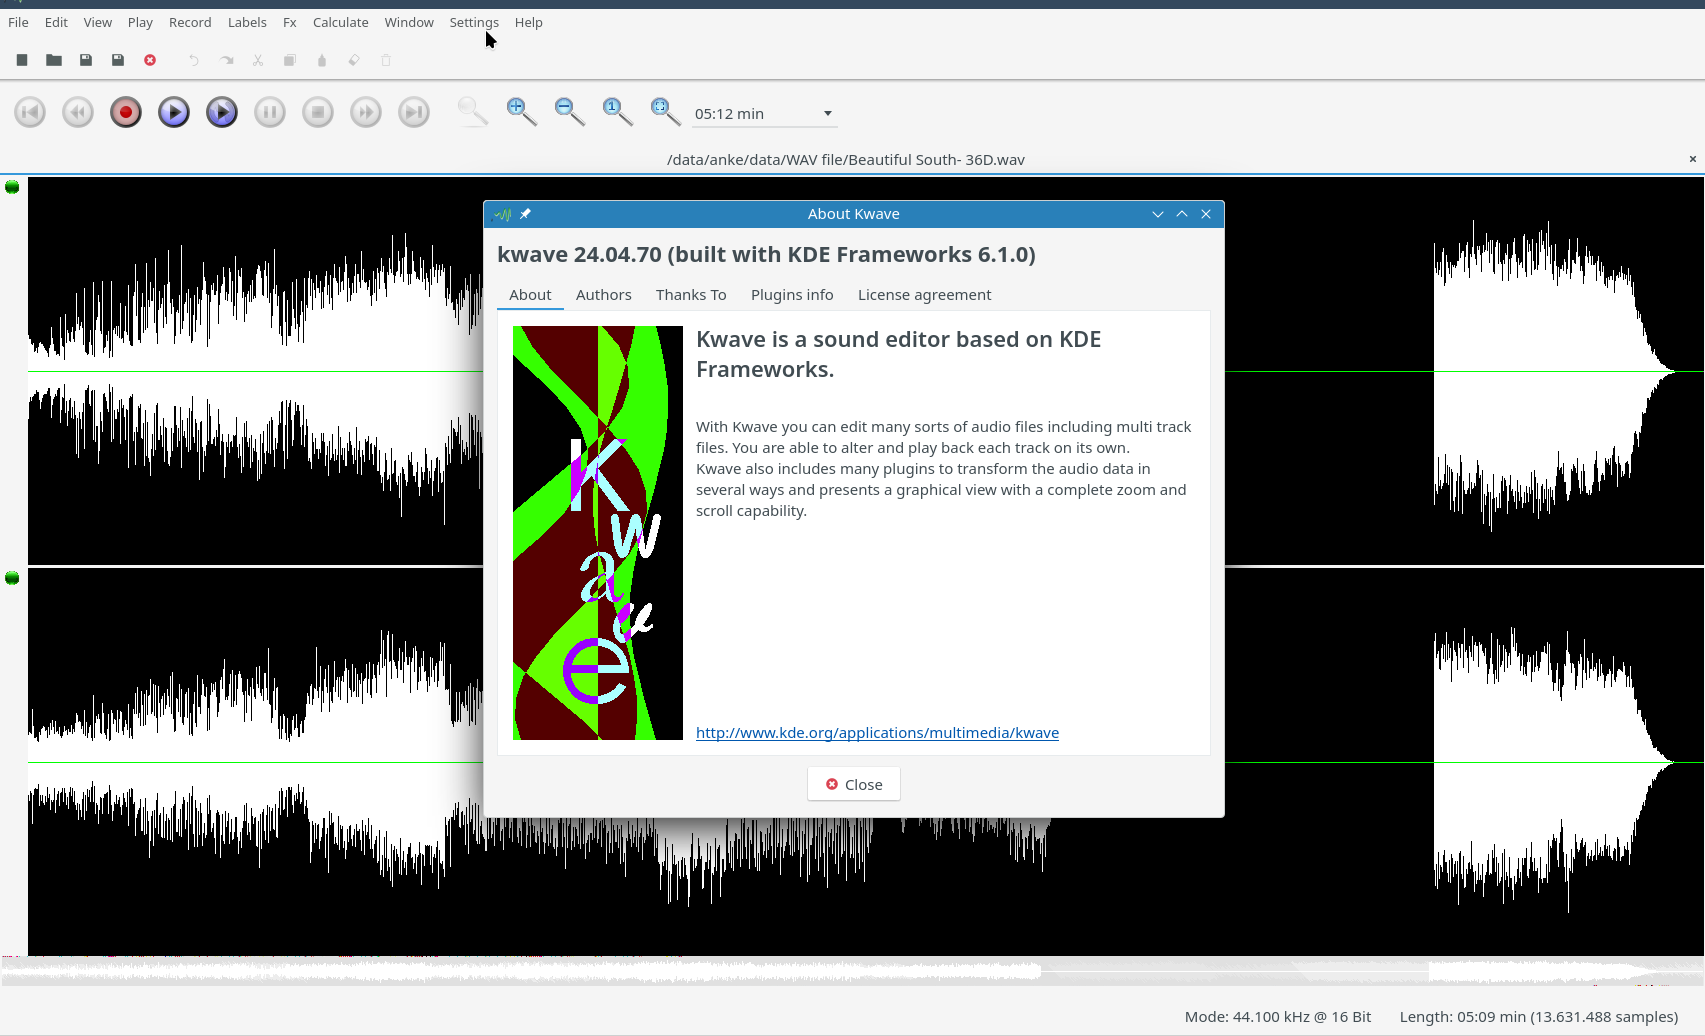 File Edit View Play Record Labels Fx Calculate Window Settings Help
05:12 min
/data/anke/data/WAV file/Beautiful South- 36D.wav
About Kwave
kwave 24.04.70 (built with KDE Frameworks 6.1.0)
About Authors Thanks To Plugins info License agreement
Kwave
Kwave is a sound editor based on KDE
Frameworks.
With Kwave you can edit many sorts of audio files including multi track
files. You are able to alter and play back each track on its own.
Kwave also includes many plugins to transform the audio data in
several ways and presents a graphical view with a complete zoom and
scroll capability.
http://www.kde.org/applications/multimedia/kwave
Close
Mode: 44.100 kHz @ 16 Bit Length: 05:09 min (13.631.488 samples)